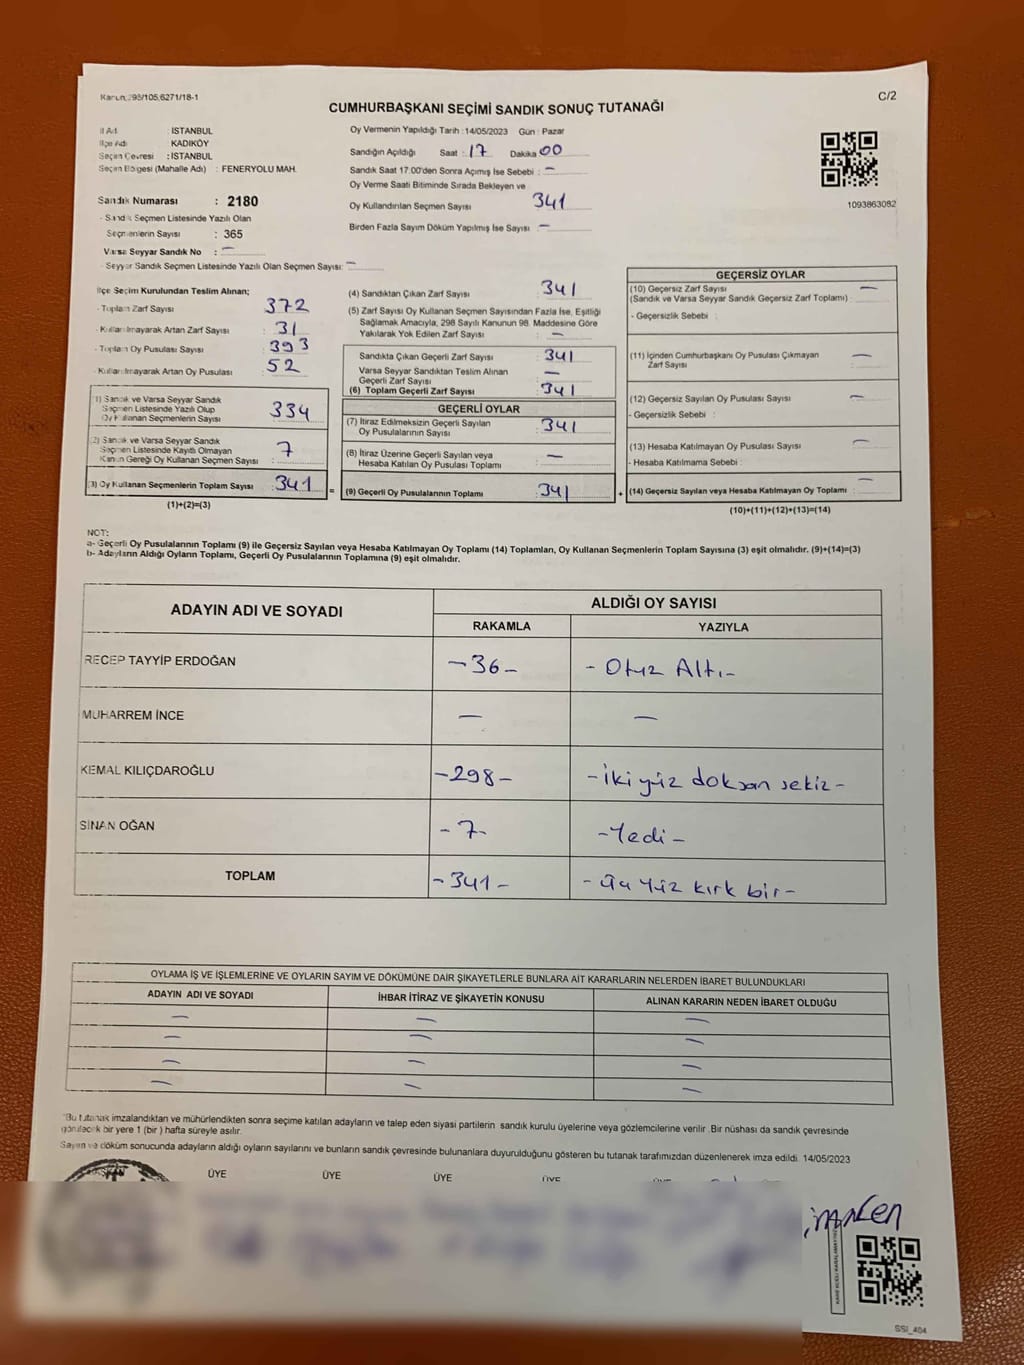 Kanun:298/105,6271/18-1
C/2
CUMHURBAŞKANI SEÇİMİ SANDIK SONUÇ TUTANAĞI
İl Adı : İSTANBUL
İlçe Adı : KADIKÖY
Seçim Çevresi : İSTANBUL
Seçim Bölgesi (Mahalle Adı) : FENERYOLU MAH.
Sandık Numarası : 2180
- Sandık Seçmen Listesinde Yazılı Olan
Seçmenlerin Sayısı : 365
Varsa Seyyar Sandık No : —
- Seyyar Sandık Seçmen Listesinde Yazılı Olan Seçmen Sayısı: —
Oy Vermenin Yapıldığı Tarih :14/05/2023 Gün : Pazar
Sandığın Açıldığı Saat : 17 Dakika 00
Sandık Saat 17:00'den Sonra Açımış İse Sebebi : —
Oy Verme Saati Bitiminde Sırada Bekleyen ve
Oy Kullandırılan Seçmen Sayısı 341
Birden Fazla Sayım Döküm Yapılmış İse Sayısı : —
1093863082
İlçe Seçim Kurulundan Teslim Alınan;
- Toplam Zarf Sayısı 372
- Kullanılmayarak Artan Zarf Sayısı : 31
- Toplam Oy Pusulası Sayısı : 393
- Kullanılmayarak Artan Oy Pusulası : 52
1) Sandık ve Varsa Seyyar Sandık
Seçmen Listesinde Yazılı Olup
Oy Kullanan Seçmenlerin Sayısı : 334
2) Sandık ve Varsa Seyyar Sandık
Seçmen Listesinde Kayıtlı Olmayan
Kanun Gereği Oy Kullanan Seçmen Sayısı : 7
(3) Oy Kullanan Seçmenlerin Toplam Sayısı : 341 =
(1)+(2)=(3)
(4) Sandıktan Çıkan Zarf Sayısı : 341
(5) Zarf Sayısı Oy Kullanan Seçmen Sayısından Fazla İse, Eşitliği
Sağlamak Amacıyla, 298 Sayılı Kanunun 98. Maddesine Göre
Yakılarak Yok Edilen Zarf Sayısı : —
Sandıkta Çıkan Geçerli Zarf Sayısı : 341
Varsa Seyyar Sandıktan Teslim Alınan
Geçerli Zarf Sayısı : —
(6) Toplam Geçerli Zarf Sayısı : 341
GEÇERLİ OYLAR
(7) İtiraz Edilmeksizin Geçerli Sayılan
Oy Pusulalarının Sayısı : 341
(8) İtiraz Üzerine Geçerli Sayılan veya
Hesaba Katılan Oy Pusulası Toplamı : —
(9) Geçerli Oy Pusulalarının Toplamı : 341 +
GEÇERSİZ OYLAR
(10) Geçersiz Zarf Sayısı : —
(Sandık ve Varsa Seyyar Sandık Geçersiz Zarf Toplamı) :
- Geçersizlik Sebebi :
(11) İçinden Cumhurbaşkanı Oy Pusulası Çıkmayan
Zarf Sayısı : —
(12) Geçersiz Sayılan Oy Pusulası Sayısı : —
- Geçersizlik Sebebi :
(13) Hesaba Katılmayan Oy Pusulası Sayısı : —
- Hesaba Katılmama Sebebi :
(14) Geçersiz Sayılan veya Hesaba Katılmayan Oy Toplamı : —
(10)+(11)+(12)+(13)=(14)
NOT:
a- Geçerli Oy Pusulalarının Toplamı (9) ile Geçersiz Sayılan veya Hesaba Katılmayan Oy Toplamı (14) Toplamları, Oy Kullanan Seçmenlerin Toplam Sayısına (3) eşit olmalıdır. (9)+(14)=(3)
b- Adayların Aldığı Oyların Toplamı, Geçerli Oy Pusulalarının Toplamına (9) eşit olmalıdır.
ADAYIN ADI VE SOYADI
ALDIĞI OY SAYISI
RAKAMLA YAZIYLA
RECEP TAYYİP ERDOĞAN -36- - Otuz Altı -
MUHARREM İNCE — —
KEMAL KILIÇDAROĞLU -298- -İki yüz doksan sekiz-
SİNAN OĞAN -7- -Yedi-
TOPLAM -341- - Üç Yüz kırk bir-
OYLAMA İŞ VE İŞLEMLERİNE VE OYLARIN SAYIM VE DÖKÜMÜNE DAİR ŞİKAYETLERLE BUNLARA AİT KARARLARIN NELERDEN İBARET BULUNDUKLARI
ADAYIN ADI VE SOYADI İHBAR İTİRAZ VE ŞİKAYETİN KONUSU ALINAN KARARIN NEDEN İBARET OLDUĞU
— — —
— — —
— — —
— — —
"Bu tutanak imzalandıktan ve mühürlendikten sonra seçime katılan adayların ve talep eden siyasi partilerin sandık kurulu üyelerine veya gözlemcilerine verilir .Bir nüshası da sandık çevresinde
görülecek bir yere 1 (bir ) hafta süreyle asılır.
Sayım ve döküm sonucunda adayların aldığı oyların sayılarını ve bunların sandık çevresinde bulunanlara duyurulduğunu gösteren bu tutanak tarafımızdan düzenlenerek imza edildi. 14/05/2023
BAŞKAN ÜYE ÜYE ÜYE ÜYE
SSI_404